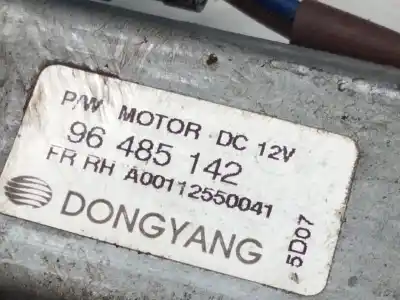 P/W MOTOR DC 12V
96 485 142
FR RH A00112550041
DONGYANG
5D07